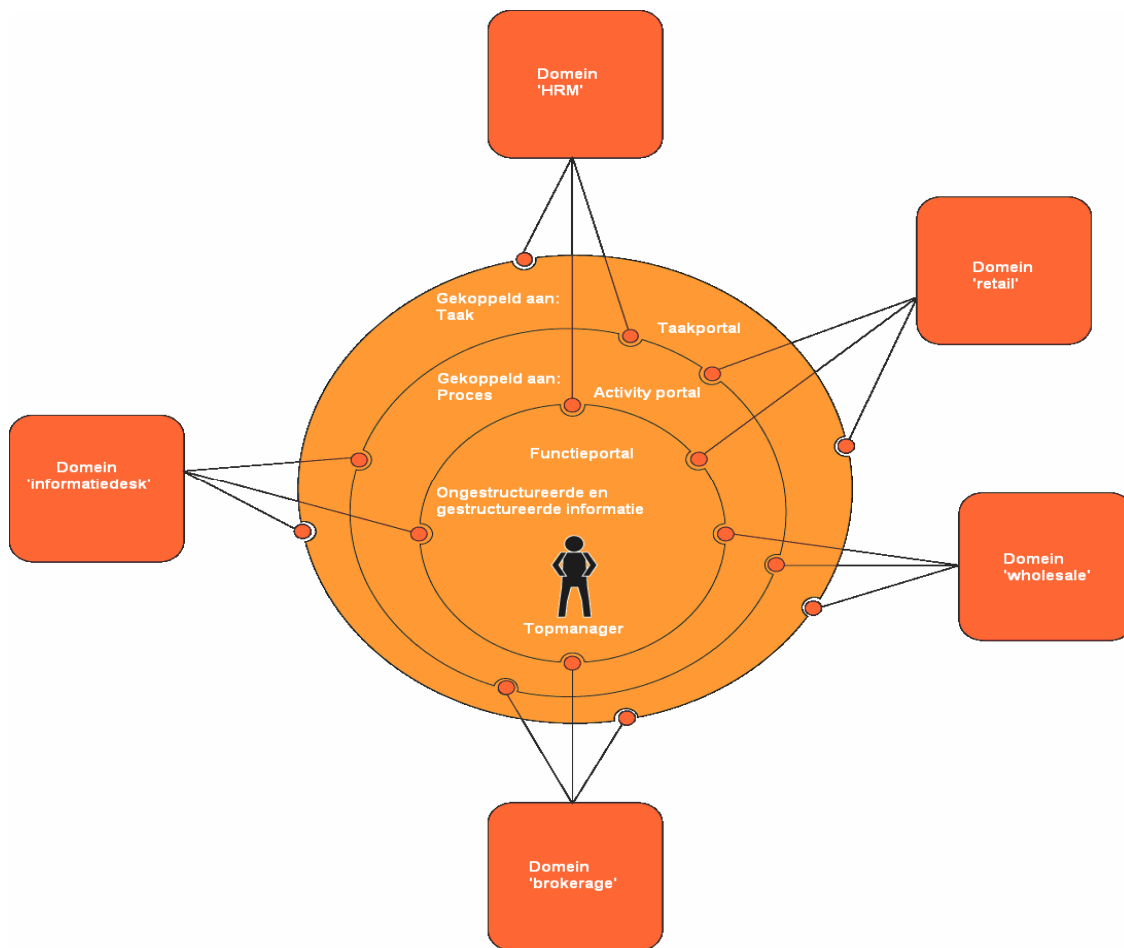 Domein
'HRM'
Domein
'retail'
Gekoppeld aan:
Taak
Taakportal
Gekoppeld aan:
Proces
Activity portal
Functieportal
Domein
'informatiedesk'
Ongestructureerde en
gestructureerde informatie
Domein
'wholesale'
Topmanager
Domein
'brokerage'